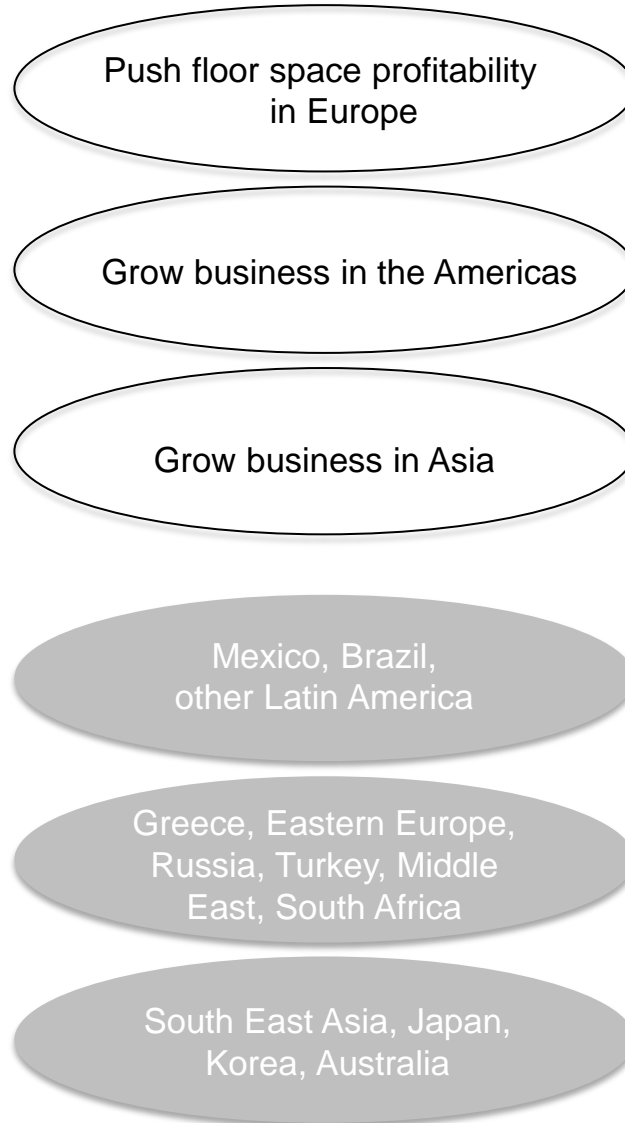 Push floor space profitability
in Europe
Grow business in the Americas
Grow business in Asia
Mexico, Brazil,
other Latin America
Greece, Eastern Europe,
Russia, Turkey, Middle
East, South Africa
South East Asia, Japan,
Korea, Australia